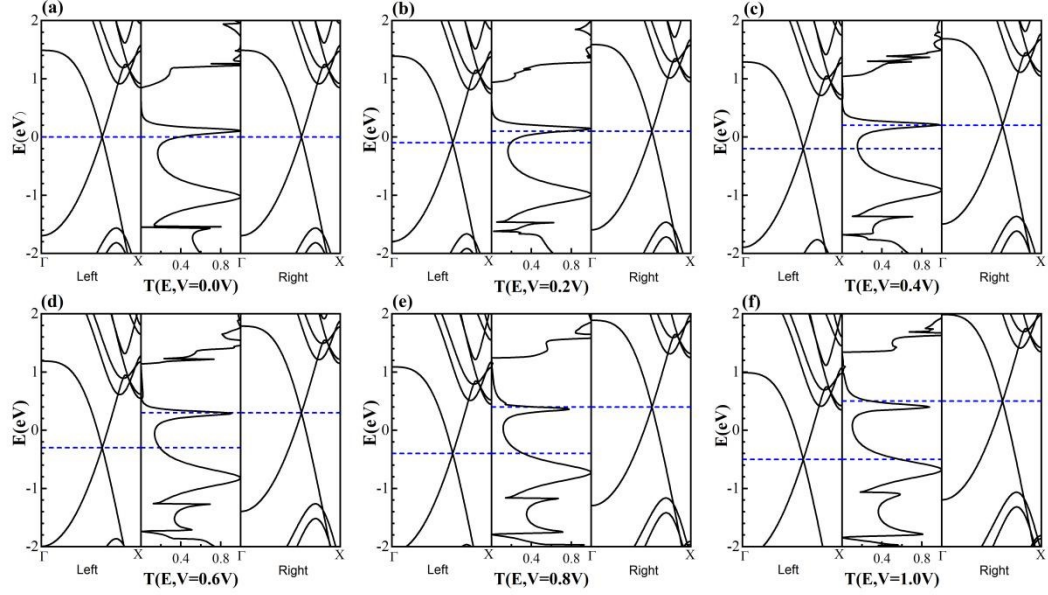 (a) (b) (c)
E(eV) 2 1 0 -1 -2 E(eV) 2 1 0 -1 -2 E(eV) 2 1 0 -1 -2
Γ X 0.4 0.8 Γ X Γ X 0.4 0.8 Γ X Γ X 0.4 0.8 Γ X
Left Right Left Right Left Right
T(E,V=0.0V) T(E,V=0.2V) T(E,V=0.4V)
(d) (e) (f)
E(eV) 2 1 0 -1 -2 E(eV) 2 1 0 -1 -2 E(eV) 2 1 0 -1 -2
Γ X 0.4 0.8 Γ X Γ X 0.4 0.8 Γ X Γ X 0.4 0.8 Γ X
Left Right Left Right Left Right
T(E,V=0.6V) T(E,V=0.8V) T(E,V=1.0V)